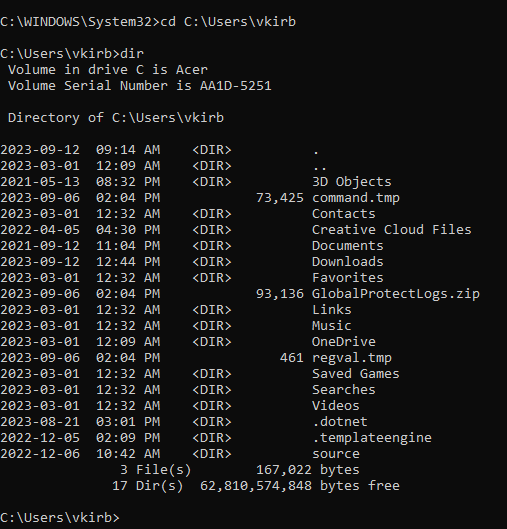 C:\WINDOWS\System32>cd C:\Users\vkirb
C:\Users\vkirb>dir
 Volume in drive C is Acer
 Volume Serial Number is AA1D-5251
 Directory of C:\Users\vkirb
2023-09-12  09:14 AM    <DIR>          .
2023-03-01  12:09 AM    <DIR>          ..
2021-05-13  08:32 PM    <DIR>          3D Objects
2023-09-06  02:04 PM            73,425 command.tmp
2023-03-01  12:32 AM    <DIR>          Contacts
2022-04-05  04:30 PM    <DIR>          Creative Cloud Files
2021-09-12  11:04 PM    <DIR>          Documents
2023-09-12  12:44 PM    <DIR>          Downloads
2023-03-01  12:32 AM    <DIR>          Favorites
2023-09-06  02:04 PM            93,136 GlobalProtectLogs.zip
2023-03-01  12:32 AM    <DIR>          Links
2023-03-01  12:32 AM    <DIR>          Music
2023-03-01  12:09 AM    <DIR>          OneDrive
2023-09-06  02:04 PM               461 regval.tmp
2023-03-01  12:32 AM    <DIR>          Saved Games
2023-03-01  12:32 AM    <DIR>          Searches
2023-03-01  12:32 AM    <DIR>          Videos
2023-08-21  03:01 PM    <DIR>          .dotnet
2022-12-05  02:09 PM    <DIR>          .templateengine
2022-12-06  10:42 AM    <DIR>          source
               3 File(s)        167,022 bytes
              17 Dir(s)  62,810,574,848 bytes free
C:\Users\vkirb>